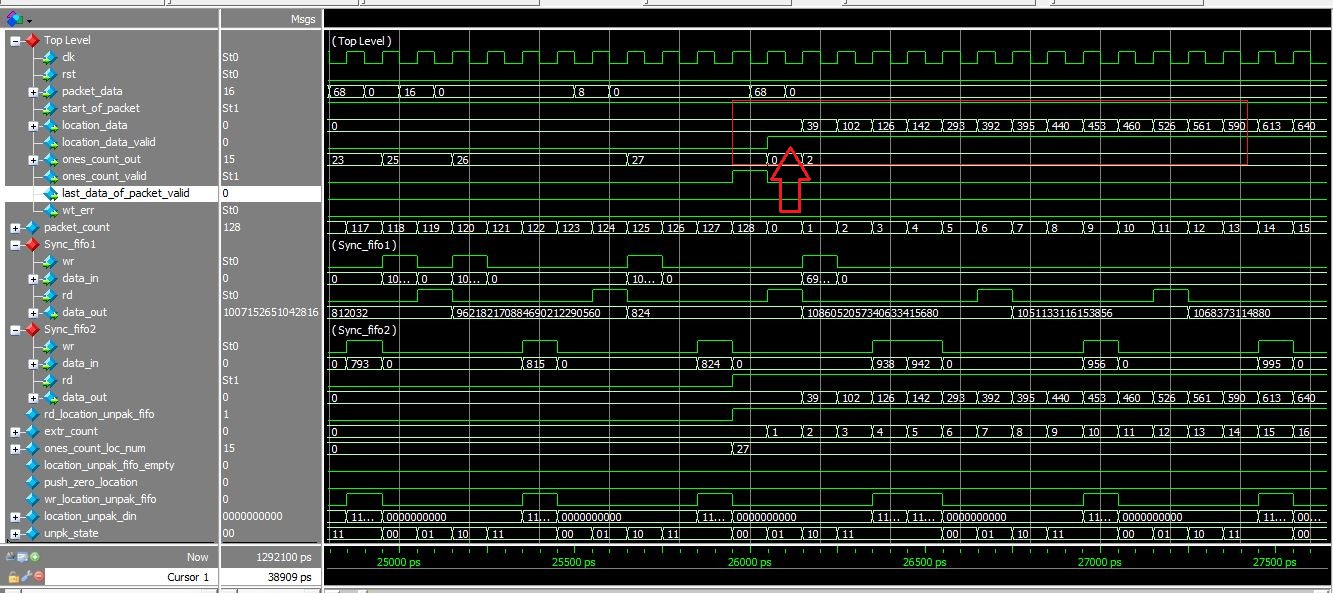 Msgs
Top Level (Top Level)
clk St0
rst St0
packet_data 16 68 0 16 0 8 0 68 0
start_of_packet St1
location_data 0 0 39 102 126 142 293 392 395 440 453 460 526 561 590 613 640
location_data_valid 0
ones_count_out 15 23 25 26 27 0 2
ones_count_valid St1
last_data_of_packet_valid 0
wt_err St0
packet_count 128 117 118 119 120 121 122 123 124 125 126 127 128 0 1 2 3 4 5 6 7 8 9 10 11 12 13 14 15
Sync_fifo1 (Sync_fifo1)
wr St0
data_in 0 0 10... 0 10... 0 10... 0 69... 0
rd St0
data_out 1007152651042816 812032 962182170884690212290560 824 1086052057340633415680 1051133116153856 1068373114880
Sync_fifo2 (Sync_fifo2)
wr St0
data_in 0 0 793 0 815 0 824 0 938 942 0 956 0 995 0
rd St1
data_out 0 0 39 102 126 142 293 392 395 440 453 460 526 561 590 613 640
rd_location_unpak_fifo 1
extr_count 0 0 1 2 3 4 5 6 7 8 9 10 11 12 13 14 15 16
ones_count_loc_num 15 0 27
location_unpak_fifo_empty 0
push_zero_location 0
wr_location_unpak_fifo 0
location_unpak_din 0000000000 11... 0000000000 11... 0000000000 11... 0000000000 11... 11... 0000000000 11... 0000000000 11... 00...
unpk_state 00 11 00 01 10 11 00 01 10 11 00 01 10 11 00 01 10 11 00 01 10 11 00
Now 1292100 ps 25000 ps 25500 ps 26000 ps 26500 ps 27000 ps 27500 ps
Cursor 1 38909 ps